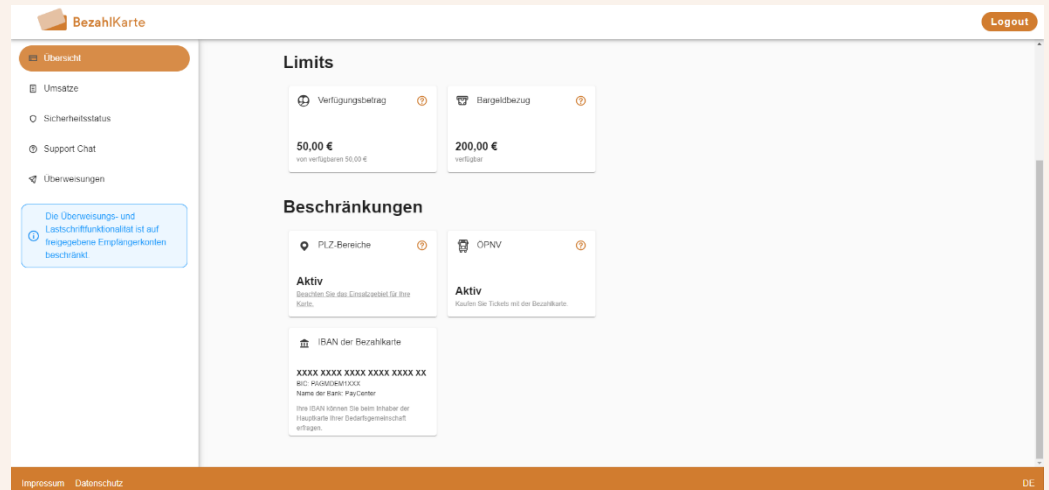 BezahlKarte
Logout
Übersicht
Umsätze
Sicherheitsstatus
Support Chat
Überweisungen
Die Überweisungs- und
Lastschriftfunktionalität ist auf
freigegebene Empfängerkonten
beschränkt.
Limits
Verfügungsbetrag
50,00 €
von verfügbaren 50,00 €
Bargeldbezug
200,00 €
verfügbar
Beschränkungen
PLZ-Bereiche
Aktiv
Beachten Sie das Einsatzgebiet für Ihre
Karte.
ÖPNV
Aktiv
Kaufen Sie Tickets mit der Bezahlkarte.
IBAN der Bezahlkarte
XXXX XXXX XXXX XXXX XXXX XX
BIC: PAGMDEM1XXX
Name der Bank: PayCenter
Ihre IBAN können Sie beim Inhaber der
Hauptkarte Ihrer Bedarfsgemeinschaft
erfragen.
Impressum Datenschutz
DE